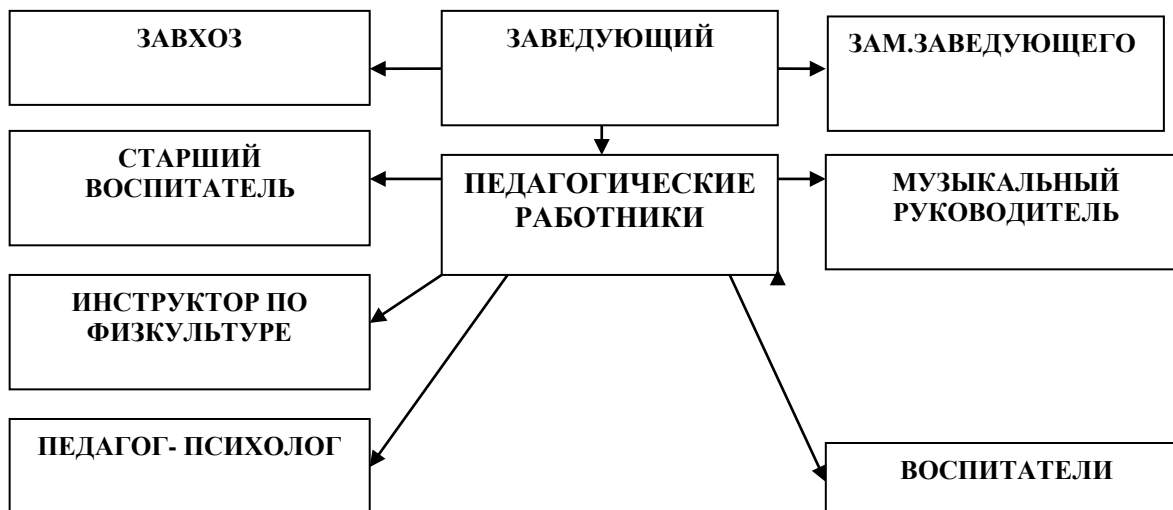 ЗАВХОЗ
ЗАВЕДУЮЩИЙ
ЗАМ.ЗАВЕДУЮЩЕГО
СТАРШИЙ
ВОСПИТАТЕЛЬ
ПЕДАГОГИЧЕСКИЕ
РАБОТНИКИ
МУЗЫКАЛЬНЫЙ
РУКОВОДИТЕЛЬ
ИНСТРУКТОР ПО
ФИЗКУЛЬТУРЕ
ПЕДАГОГ- ПСИХОЛОГ
ВОСПИТАТЕЛИ